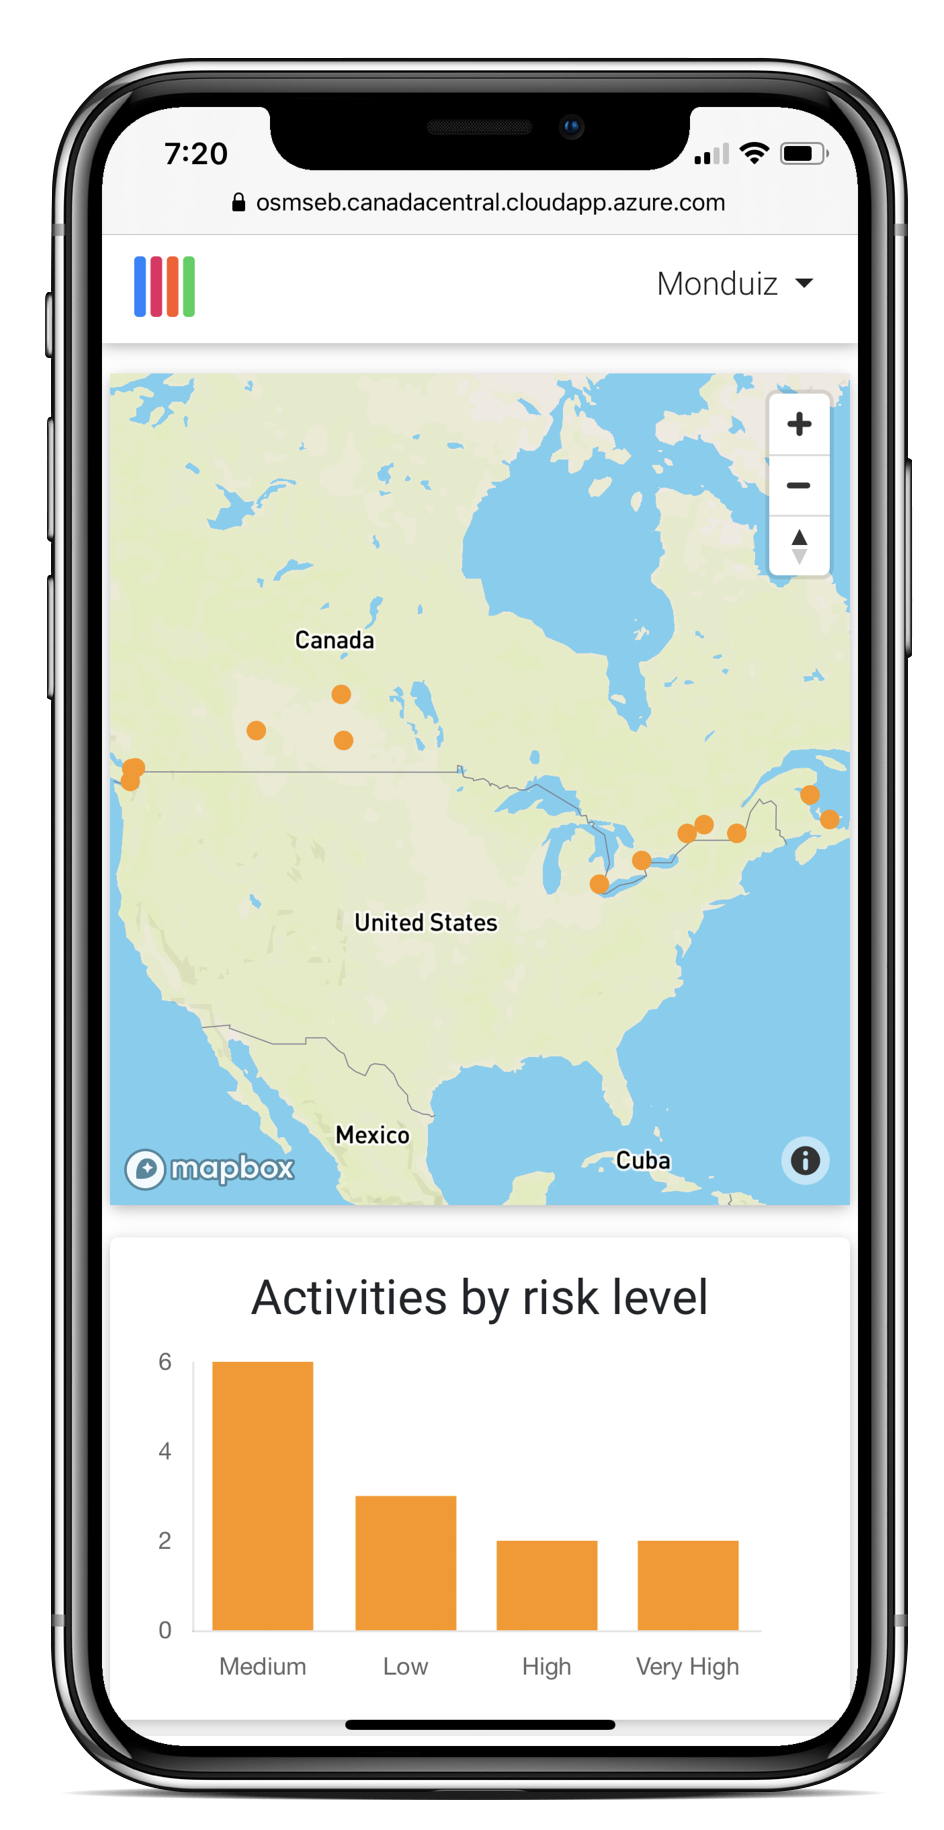 7:20
osmseb.canadacentral.cloudapp.azure.com
Monduiz
Canada
United States
Mexico
mapbox
Cuba
Activities by risk level
6
4
2
0
Medium Low High Very High